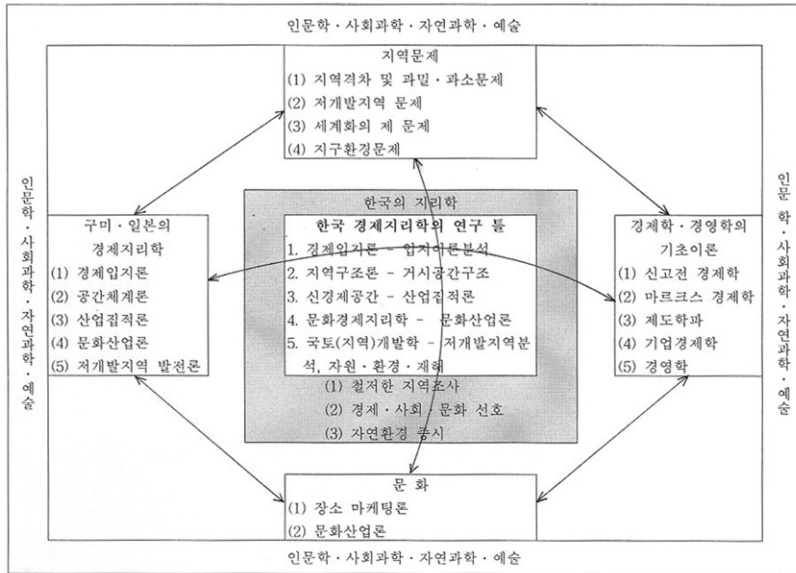 인문학·사회과학·자연과학·예술
지역문제
(1) 지역격차 및 과밀·과소문제
(2) 저개발지역 문제
(3) 세계화의 제 문제
(4) 지구환경문제
인문학·사회과학·자연과학·예술
구미·일본의
경제지리학
(1) 경제입지론
(2) 공간체계론
(3) 산업집적론
(4) 문화산업론
(5) 저개발지역 발전론
한국의 지리학
한국 경제지리학의 연구 틀
1. 경제입지론 - 입지이론분석
2. 지역구조론 - 거시공간구조
3. 신경제공간 - 산업집적론
4. 문화경제지리학 - 문화산업론
5. 국토(지역)개발학 - 저개발지역분
석, 자원·환경·재해
(1) 철저한 지역조사
(2) 경제·사회·문화 선호
(3) 자연환경 중시
경제학·경영학의
기초이론
(1) 신고전 경제학
(2) 마르크스 경제학
(3) 제도학파
(4) 기업경제학
(5) 경영학
인문 학·사회과학·자연과학·예술
문 화
(1) 장소 마케팅론
(2) 문화산업론
인문학·사회과학·자연과학·예술